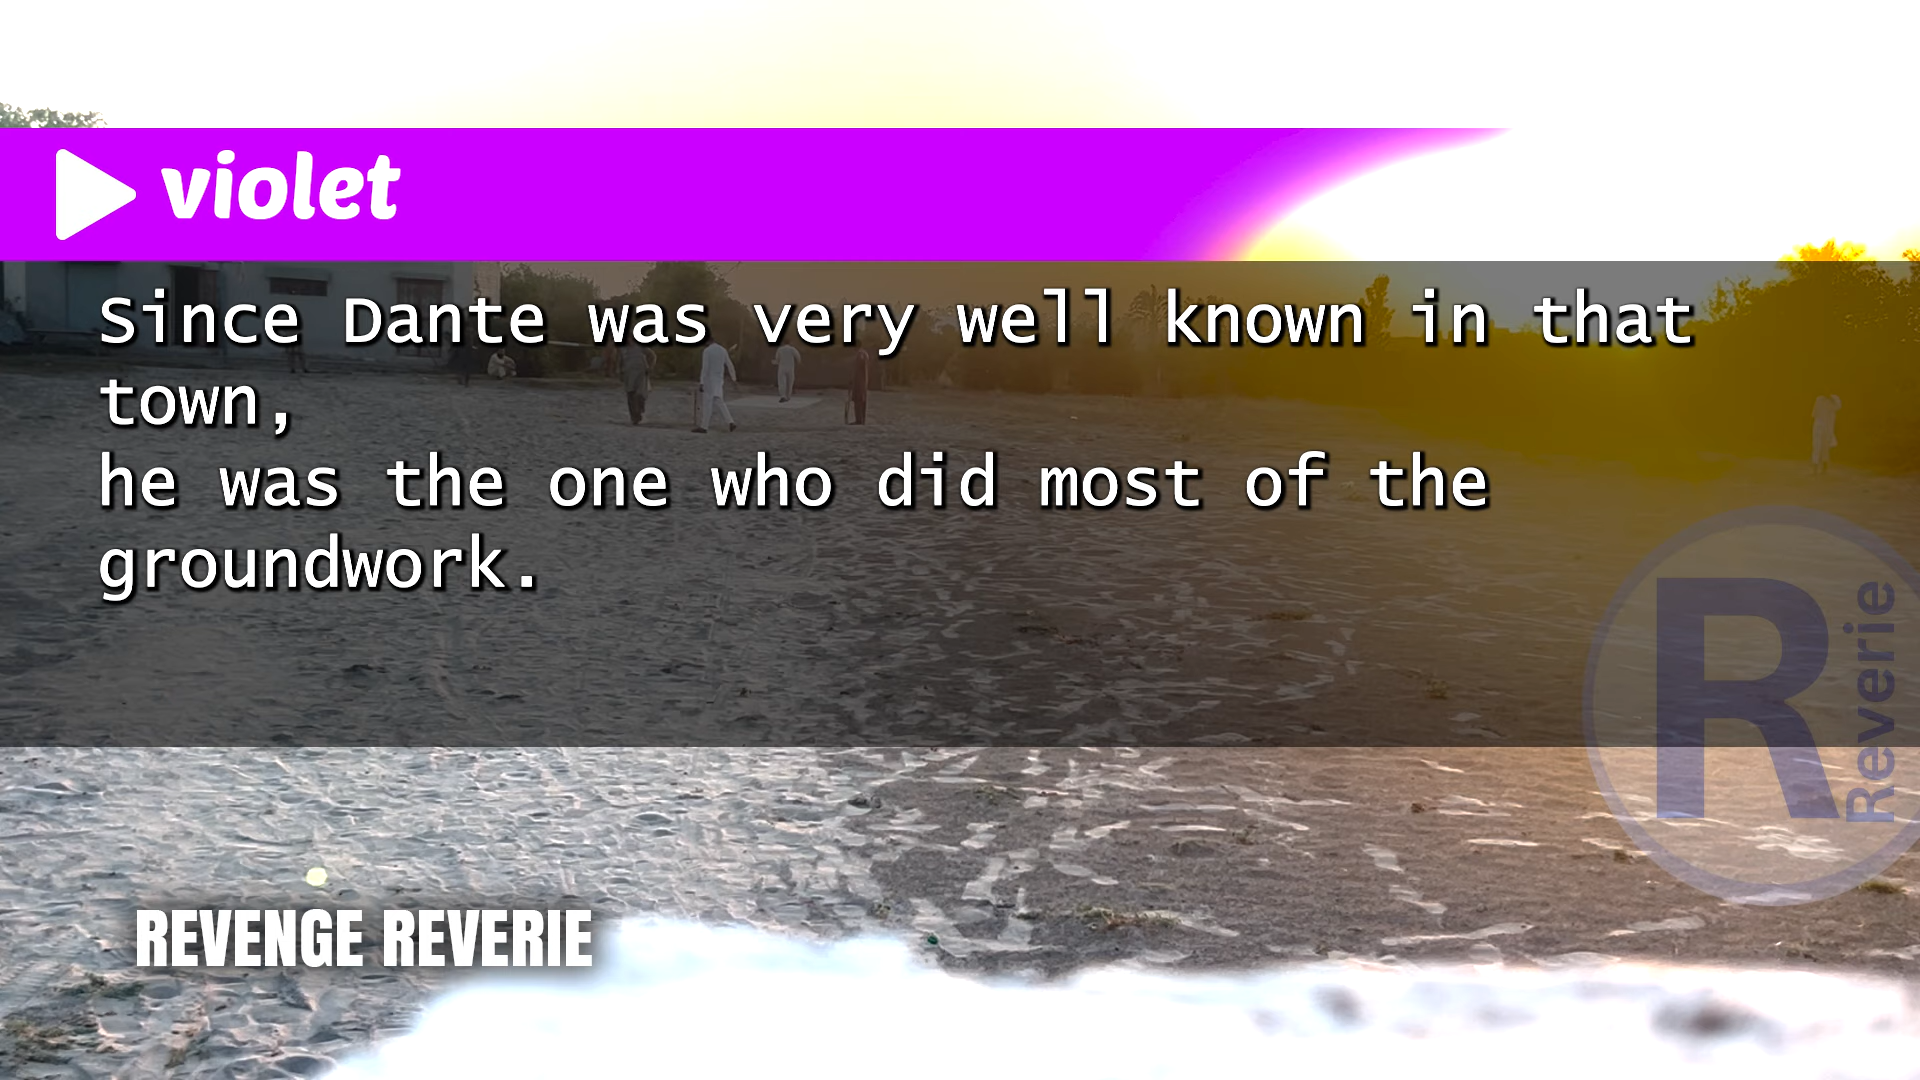 violet
Since Dante was very well known in that
town,
he was the one who did most of the
groundwork.
R
Reverie
REVENGE REVERIE